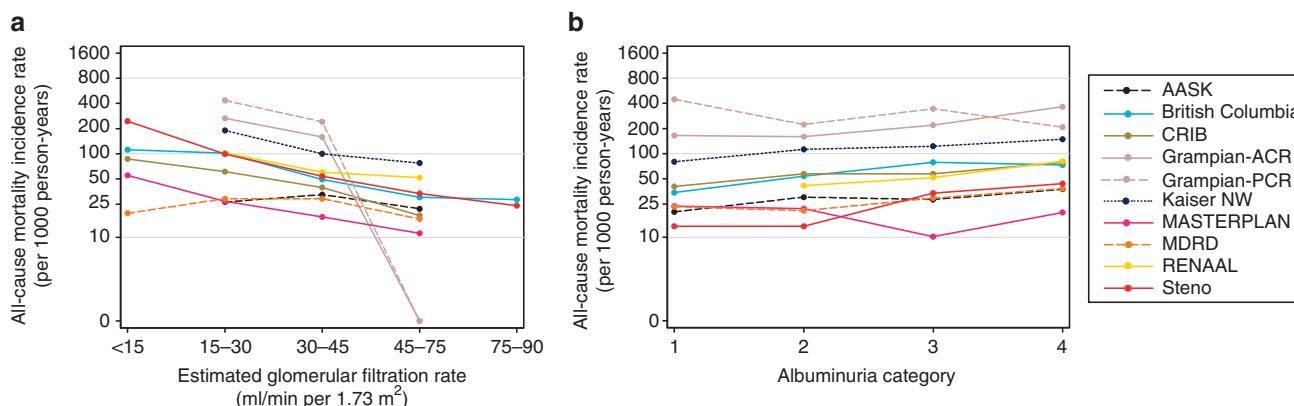 a
All-cause mortality incidence rate
(per 1000 person-years)
1600
800
400
200
100
50
25
10
0
<15
15–30
30–45
45–75
75–90
Estimated glomerular filtration rate
(ml/min per 1.73 m²)
b
All-cause mortality incidence rate
(per 1000 person-years)
1600
800
400
200
100
50
25
10
0
1
2
3
4
Albuminuria category
AASK
British Columbia
CRIB
Grampian-ACR
Grampian-PCR
Kaiser NW
MASTERPLAN
MDRD
RENAAL
Steno